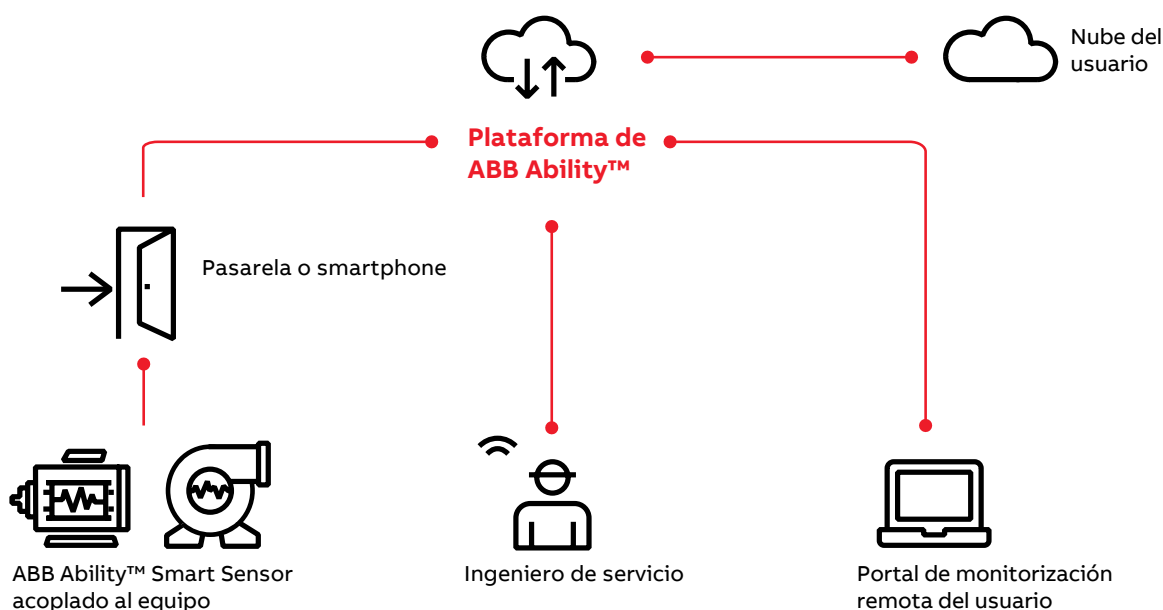 Nube del
usuario
Plataforma de
ABB Ability™
Pasarela o smartphone
ABB Ability™ Smart Sensor
acoplado al equipo
Ingeniero de servicio
Portal de monitorización
remota del usuario